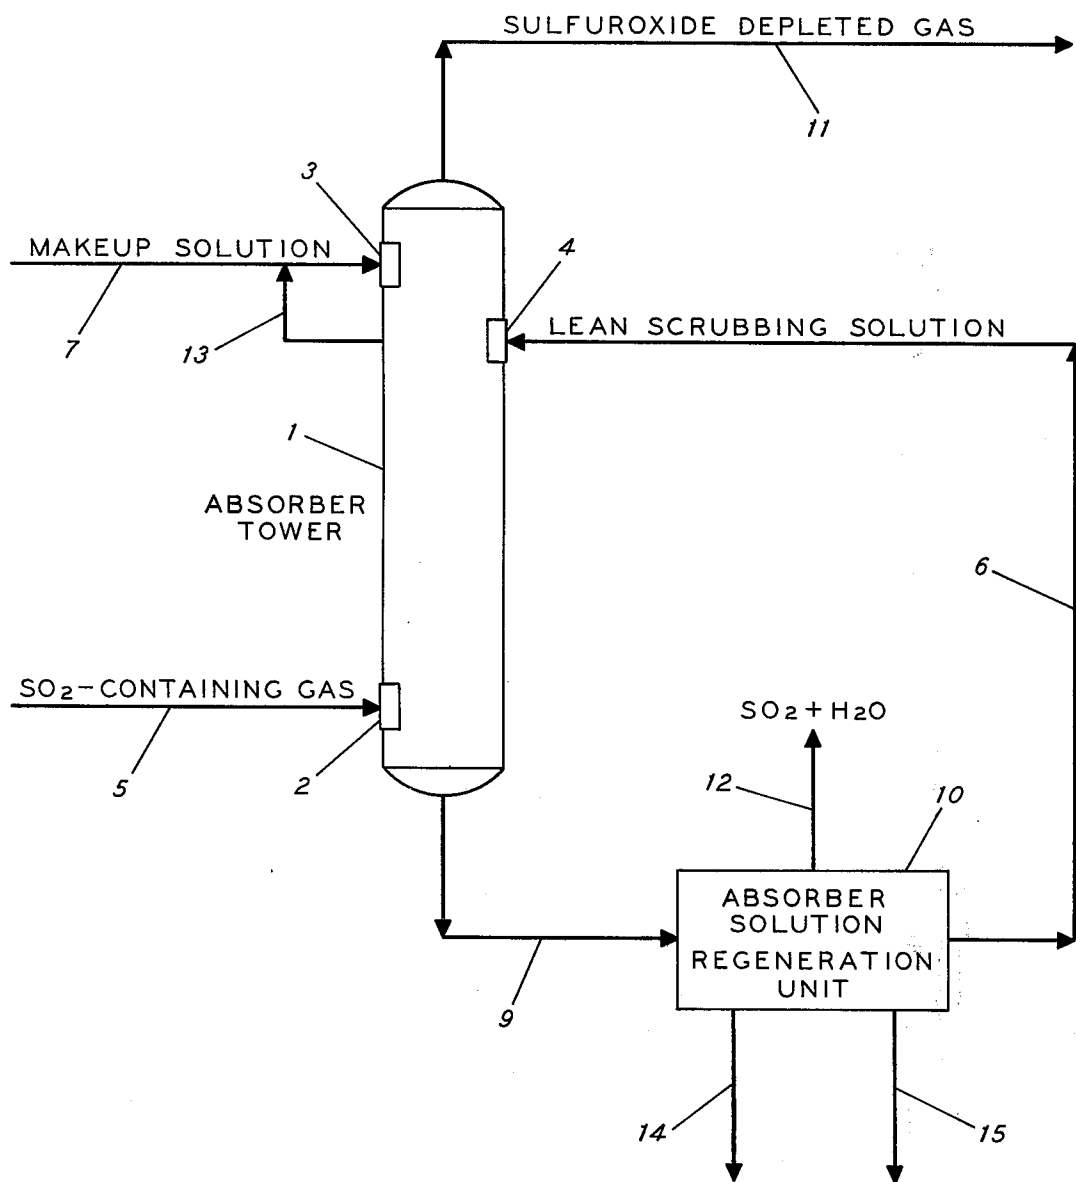 SULFUROXIDE DEPLETED GAS
11
3
MAKEUP SOLUTION
4
7
13
LEAN SCRUBBING SOLUTION
1
ABSORBER
TOWER
6
SO2-CONTAINING GAS
5
2
SO2+H2O
12
10
ABSORBER
SOLUTION
REGENERATION
UNIT
9
14
15